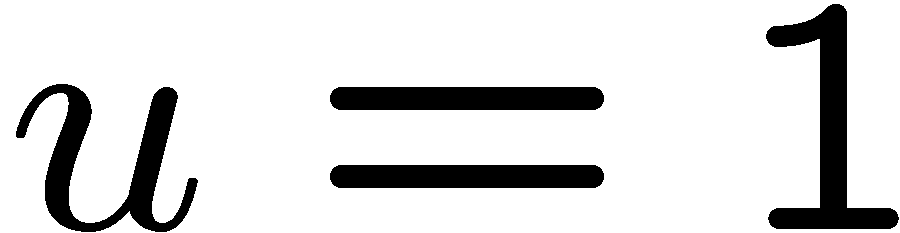 u = 1